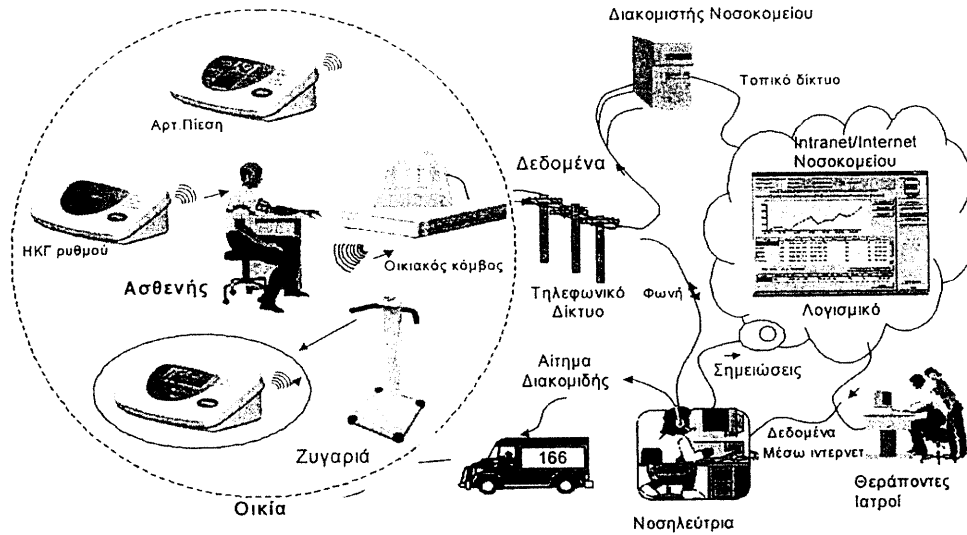 Διακομιστής Νοσοκομείου
Τοπικό δίκτυο
Αρτ.Πίεση
Intranet/Internet
Νοσοκομείου
Δεδομένα
ΗΚΓ ρυθμού
Οικιακός κόμβος
Ασθενής
Τηλεφωνικό
Δίκτυο
Φωνή
Λογισμικό
Σημειώσεις
Αίτημα
Διακομιδής
Ζυγαριά
166
Δεδομένα
Μέσω ιντερνετ
Θεράποντες
Ιατροί
Οικία
Νοσηλεύτρια